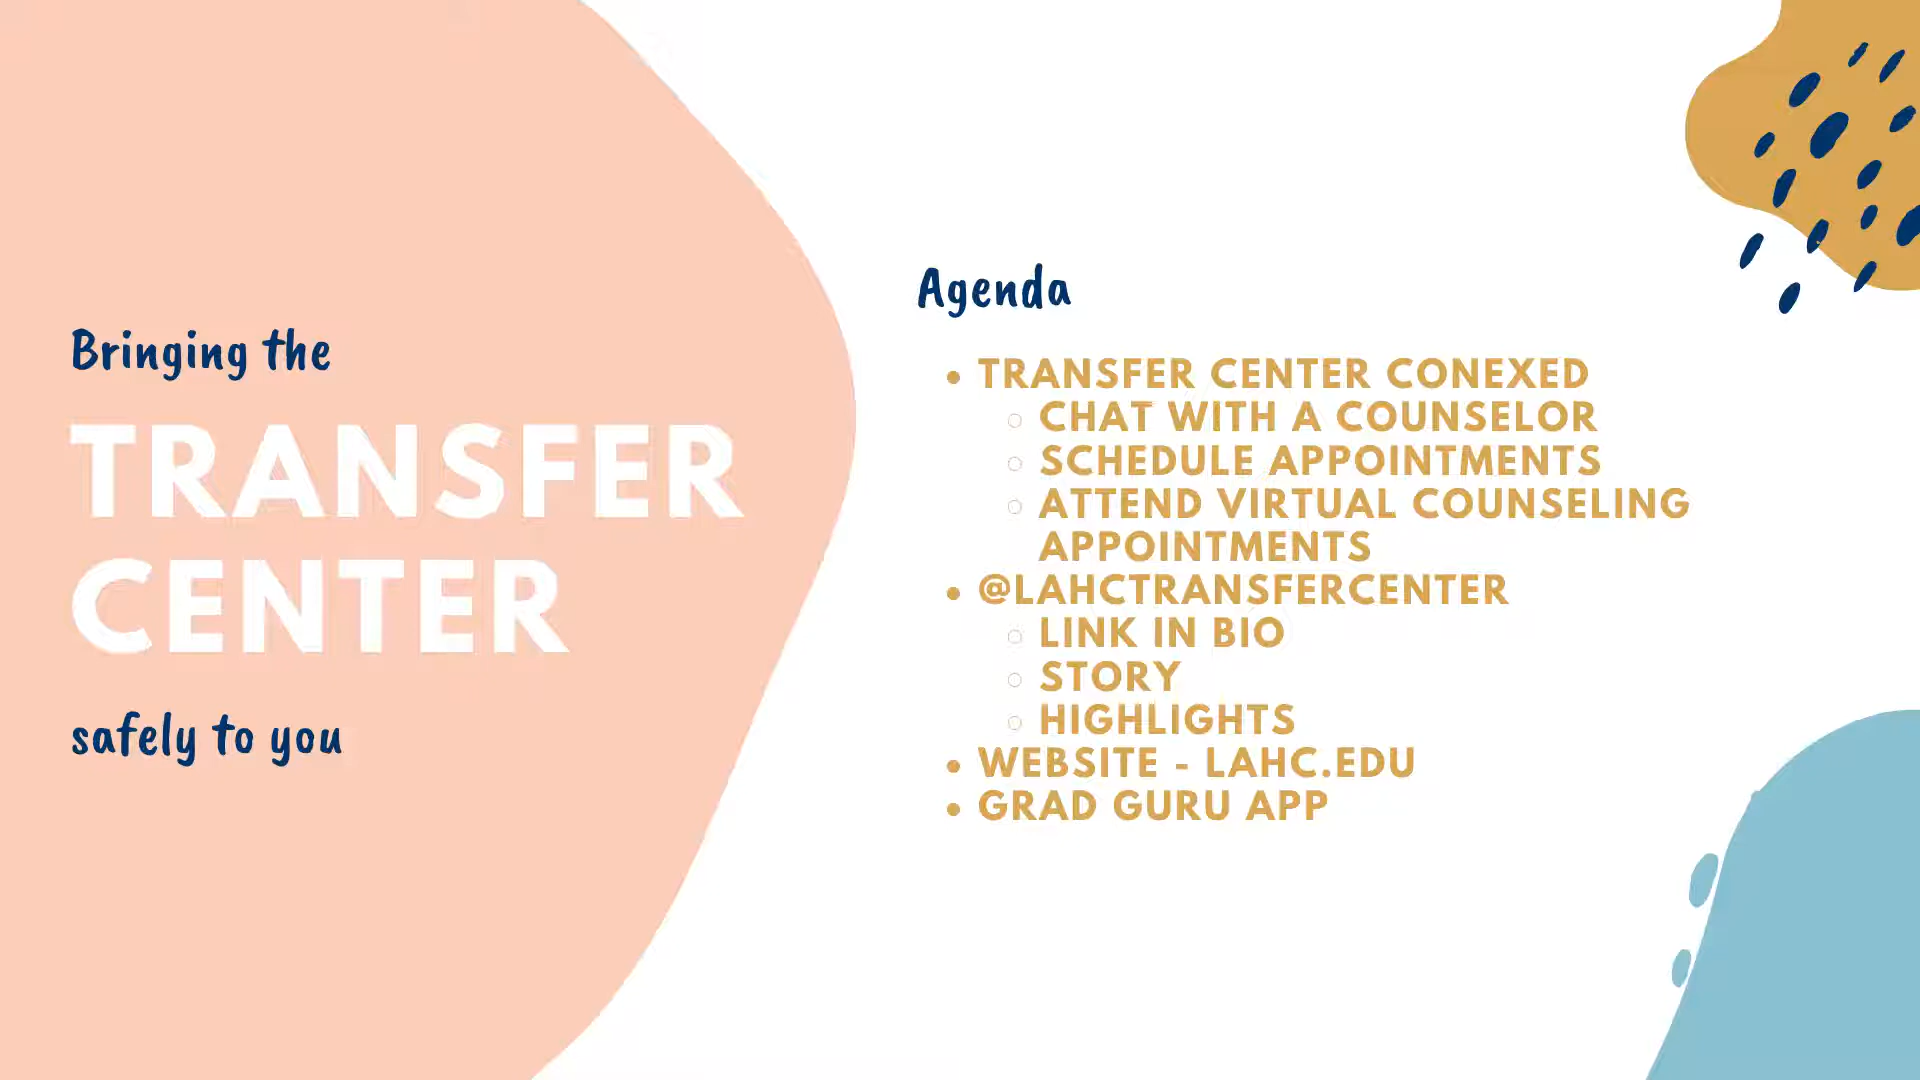 Bringing the
TRANSFER
CENTER
safely to you
Agenda
TRANSFER CENTER CONEXED
CHAT WITH A COUNSELOR
SCHEDULE APPOINTMENTS
ATTEND VIRTUAL COUNSELING
APPOINTMENTS
@LAHCTRANSFERCENTER
LINK IN BIO
STORY
HIGHLIGHTS
WEBSITE - LAHC.EDU
GRAD GURU APP